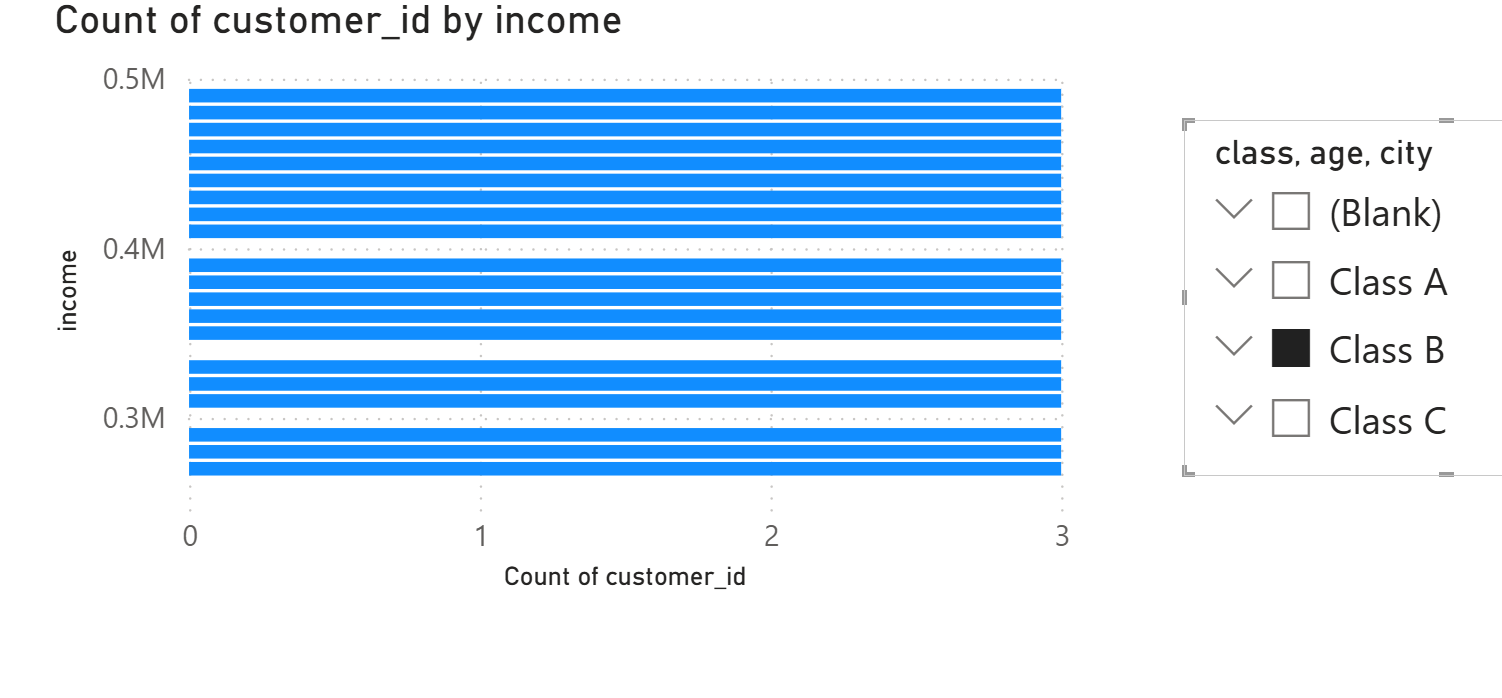 Count of customer_id by income
0.5M
0.4M
0.3M
income
0 1 2 3
Count of customer_id
class, age, city
(Blank)
Class A
Class B
Class C